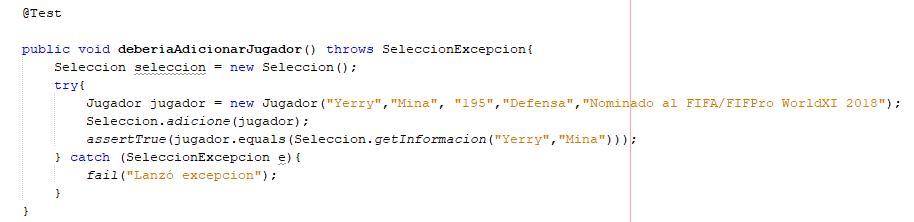 @Test
public void deberiaAdicionarJugador() throws SeleccionExcepcion{
Seleccion seleccion = new Seleccion();
try{
Jugador jugador = new Jugador("Yerry","Mina", "195","Defensa","Nominado al FIFA/FIFPro WorldXI 2018");
Seleccion.adicione(jugador);
assertTrue(jugador.equals(Seleccion.getInformacion("Yerry","Mina")));
} catch (SeleccionExcepcion e){
fail("Lanzó excepcion");
}
}